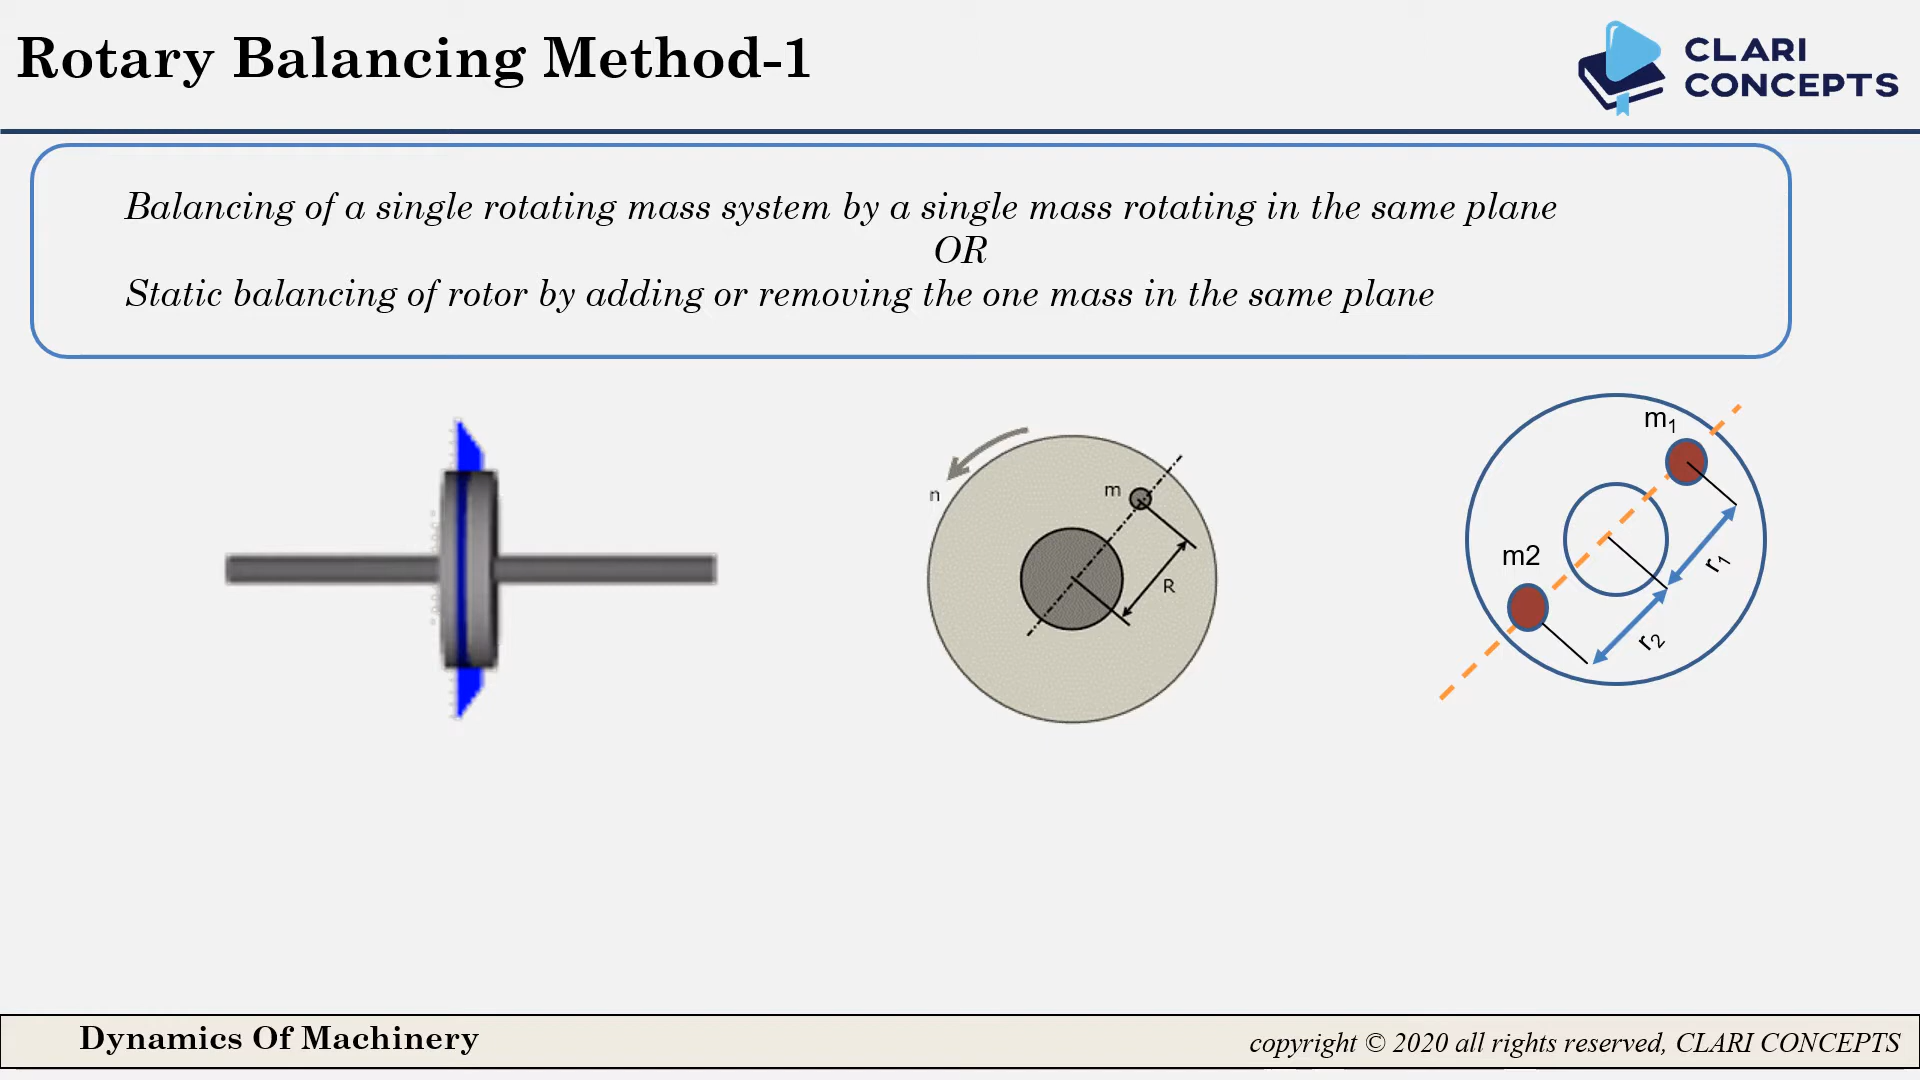 Rotary Balancing Method-1
CLARI
CONCEPTS
Balancing of a single rotating mass system by a single mass rotating in the same plane
OR
Static balancing of rotor by adding or removing the one mass in the same plane
n
m
R
m₁
m2
r₁
r₂
Dynamics Of Machinery
copyright © 2020 all rights reserved, CLARI CONCEPTS